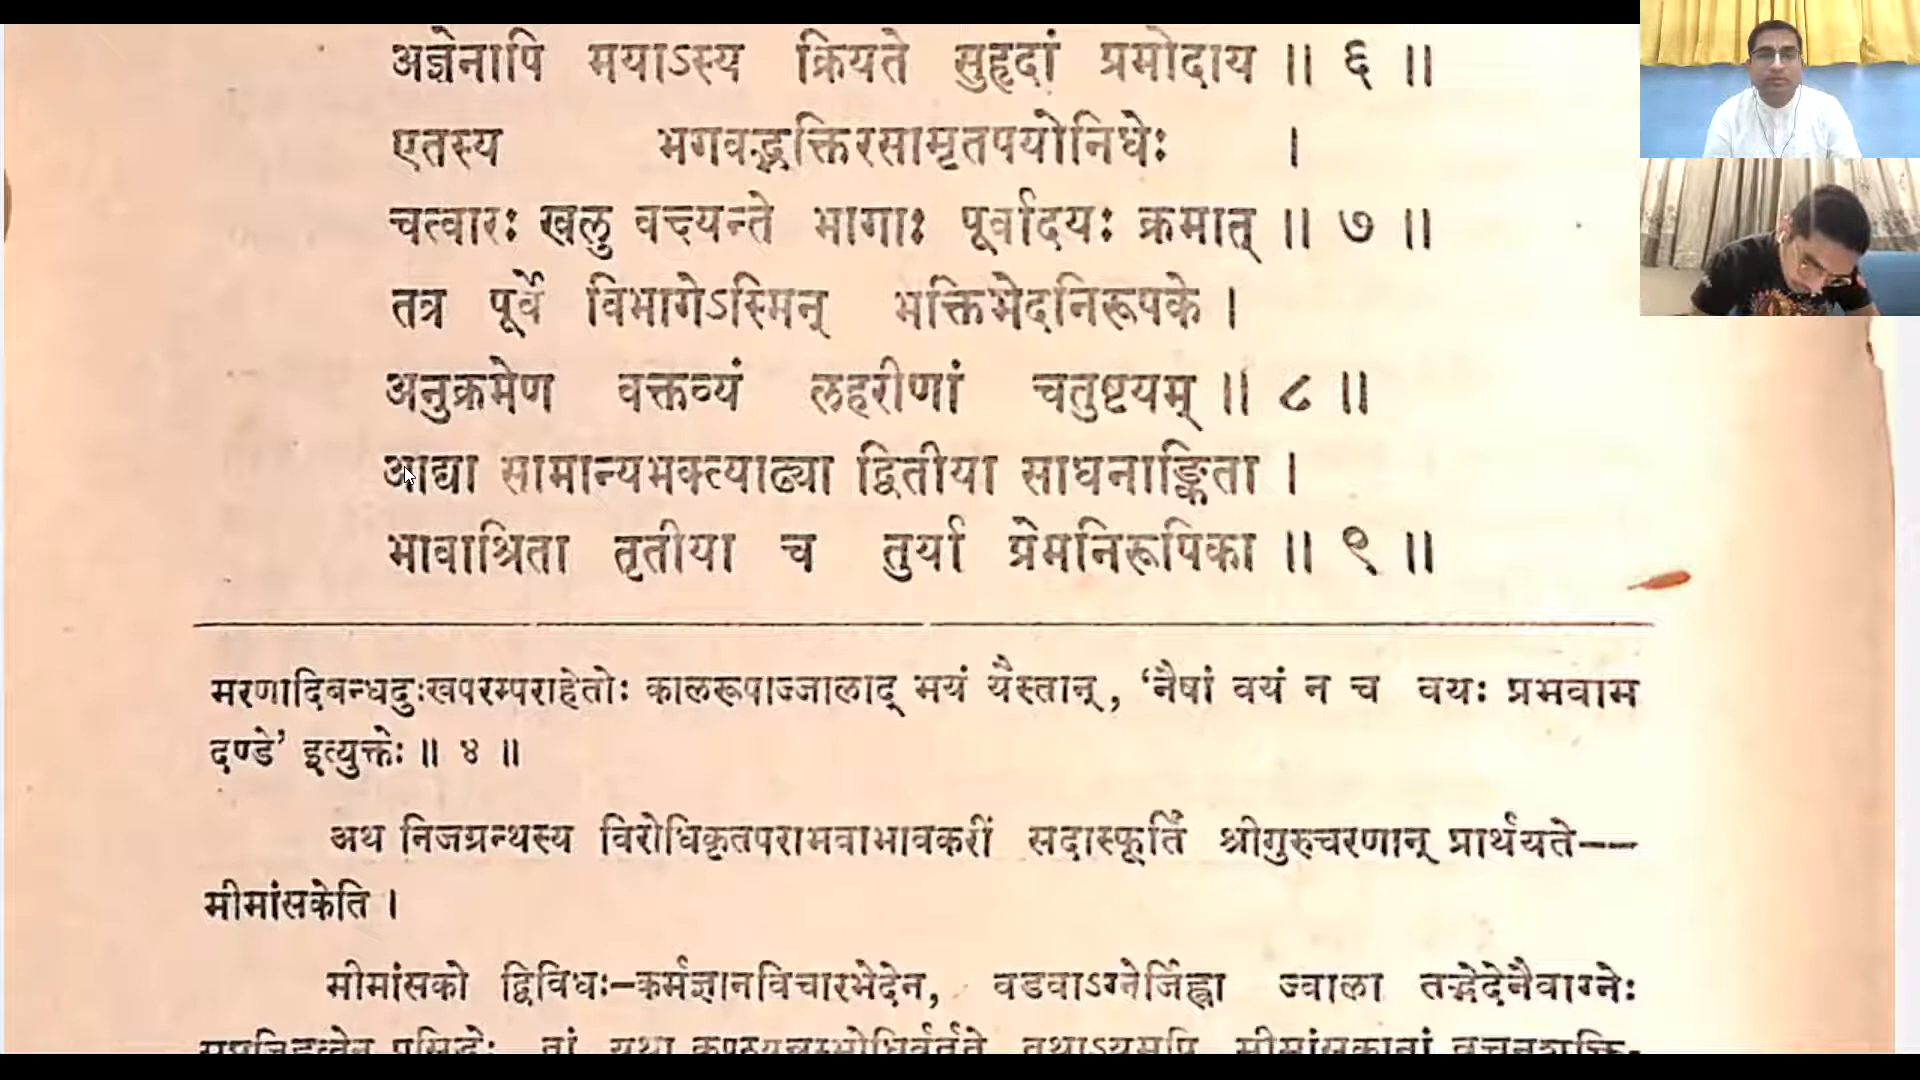 अज्ञेनापि मयाऽस्य क्रियते सुहृदां प्रमोदाय ॥ ६ ॥
एतस्य भगवद्भक्तिरसामृतपयोनिधेः ।
चत्वारः खलु वक्ष्यन्ते भागाः पूर्वादयः क्रमात् ॥ ७ ॥
तत्र पूर्वे विभागेऽस्मिन् भक्तिभेदनिरूपके ।
अनुक्रमेण वक्तव्यं लहरीणां चतुष्टयम् ॥ ८ ॥
आद्या सामान्यभक्त्याढ्या द्वितीया साधनाङ्किता ।
भावाश्रिता तृतीया च तुर्या प्रेमनिरूपिका ॥ ९ ॥
मरणादिबन्धदुःखपरम्पराहेतोः कालरूपाज्जालाद् भयं यैस्तान्, ‘नैषां वयं न च वयः प्रभवाम
दण्डे’ इत्युक्तेः ॥ ४ ॥
अथ निजग्रन्थस्य विरोधिकृतपराभवाभावकरीं सदास्फूर्तिं श्रीगुरुचरणान् प्रार्थयते——
मीमांसकेति ।
मीमांसको द्विविधः–कर्मज्ञानविचारभेदेन, वडवाऽग्नेर्जिह्वा ज्वाला तद्भेदेनैवाग्नेः